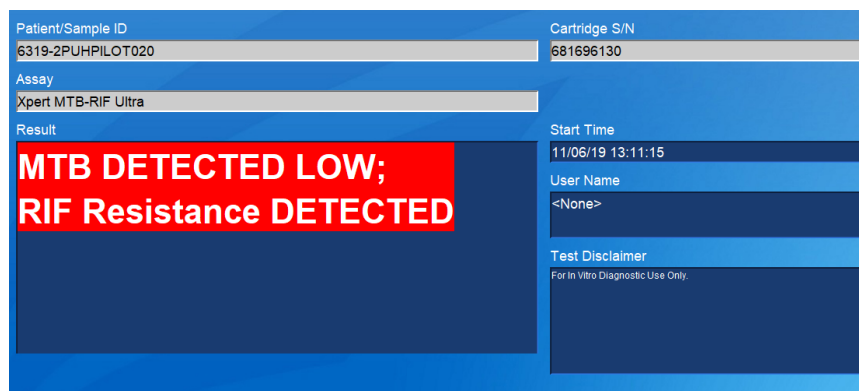 Patient/Sample ID
6319-2PUHPILOT020
Cartridge S/N
681696130
Assay
Xpert MTB-RIF Ultra
Result
MTB DETECTED LOW;
RIF Resistance DETECTED
Start Time
11/06/19 13:11:15
User Name
<None>
Test Disclaimer
For In Vitro Diagnostic Use Only.